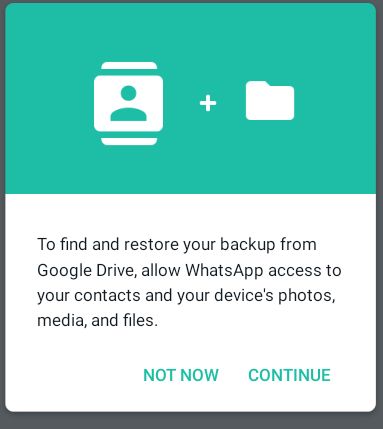 To find and restore your backup from
Google Drive, allow WhatsApp access to
your contacts and your device's photos,
media, and files.
NOT NOW CONTINUE